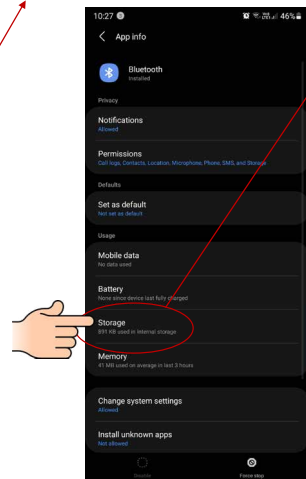 10:27
46%
App info
Bluetooth
Installed
Privacy
Notifications
Allowed
Permissions
Call logs, Contacts, Location, Microphone, Phone, SMS, and Storage
Defaults
Set as default
Not set as default
Usage
Mobile data
No data used
Battery
None since device last fully charged
Storage
891 KB used in Internal storage
Memory
41 MB used on average in last 3 hours
Change system settings
Allowed
Install unknown apps
Not allowed
Disable
Force stop